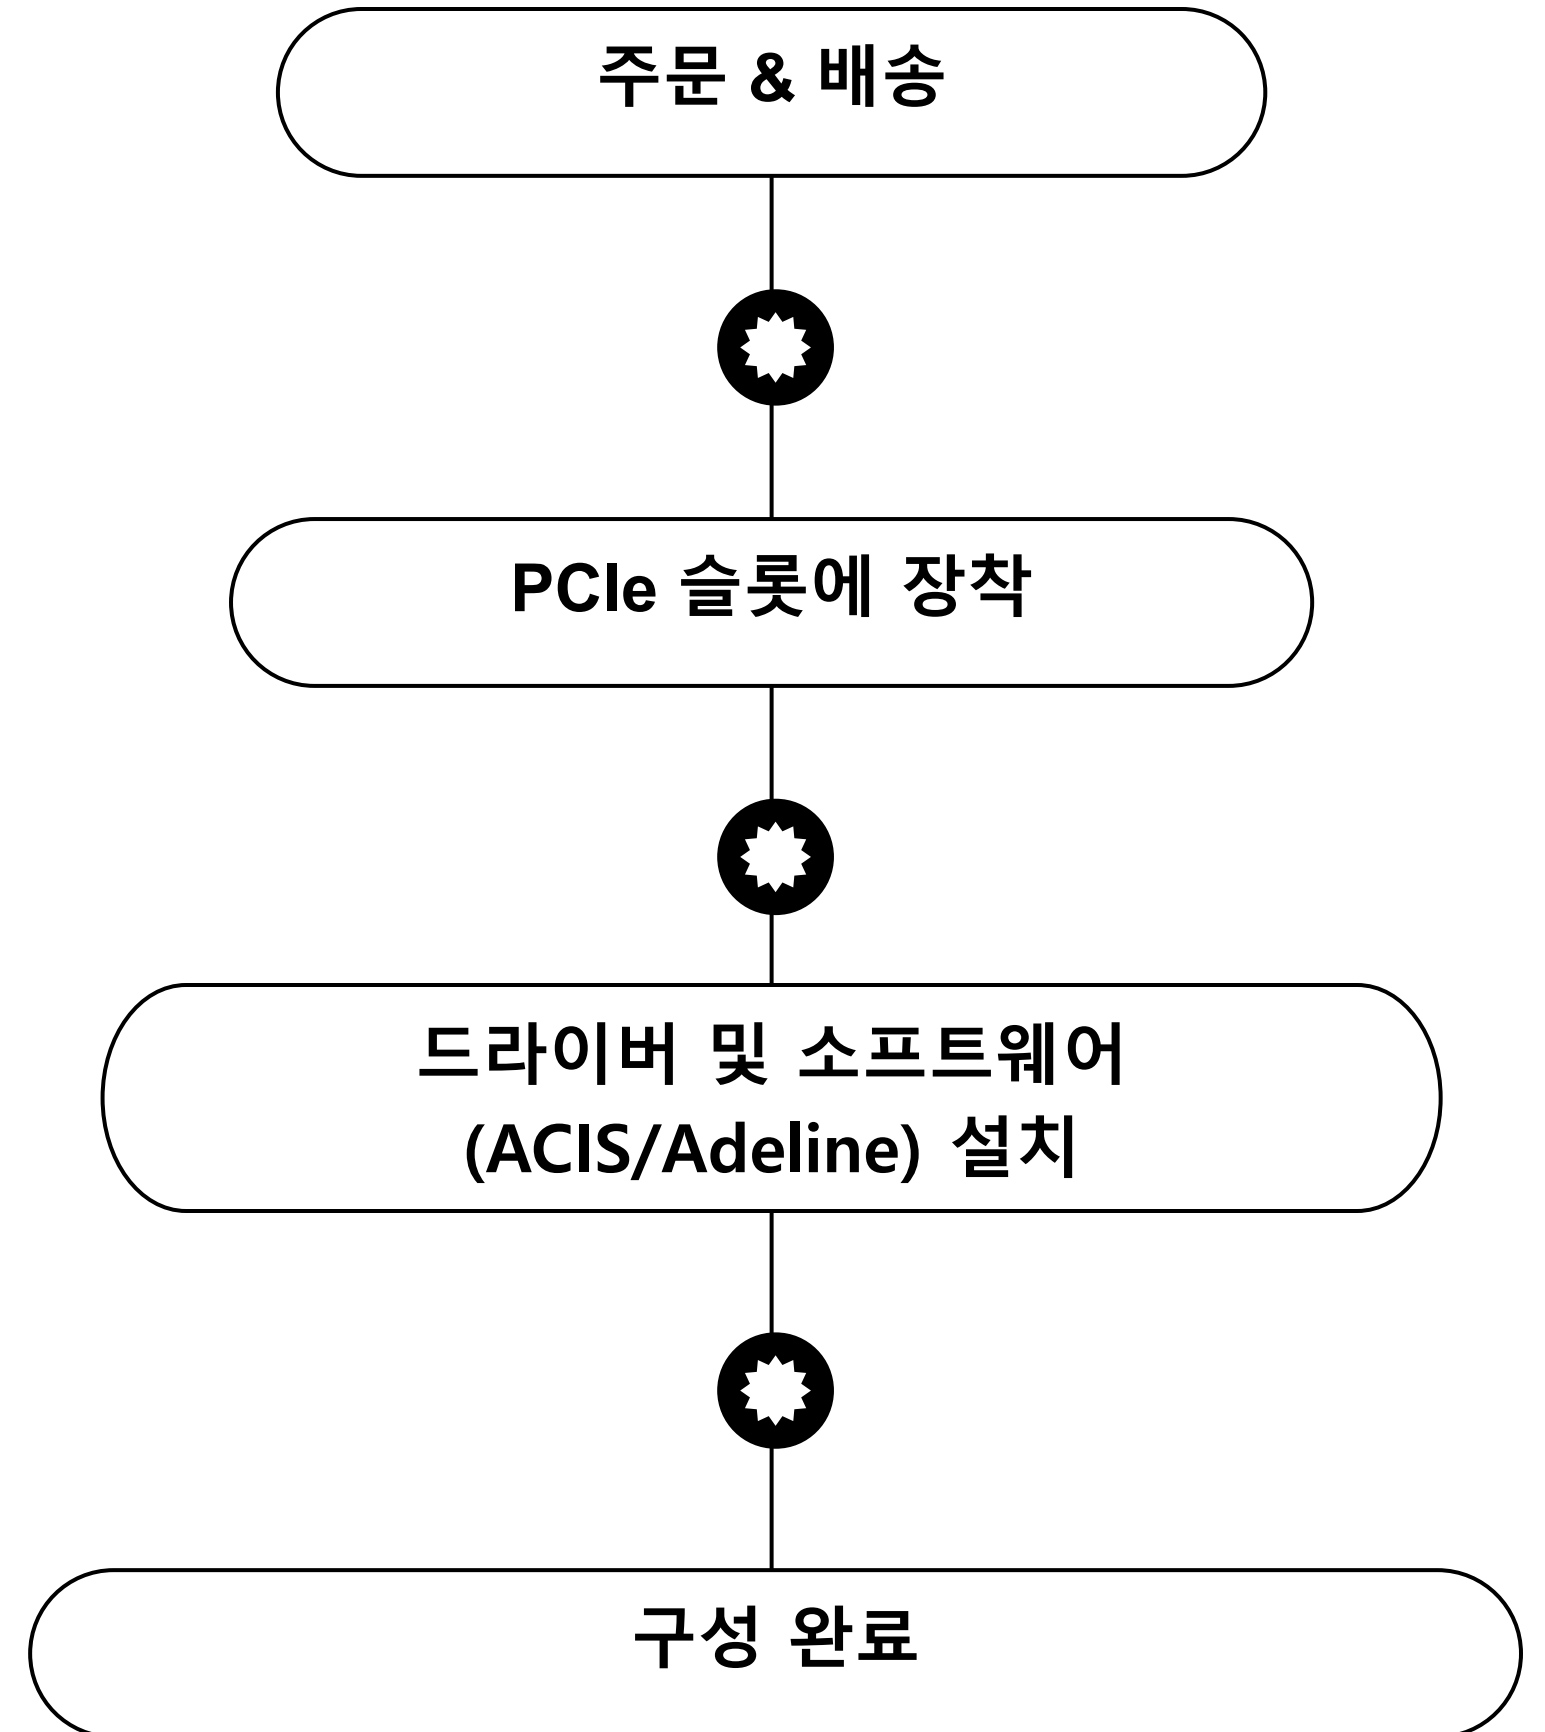 주문 & 배송
PCIe 슬롯에 장착
드라이버 및 소프트웨어
(ACIS/Adeline) 설치
구성 완료